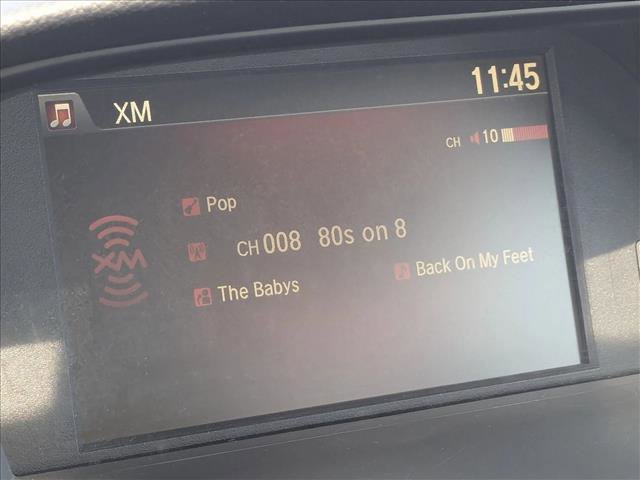 XM 11:45
CH 10
Pop
XM
CH 008 80s on 8
The Babys Back On My Feet